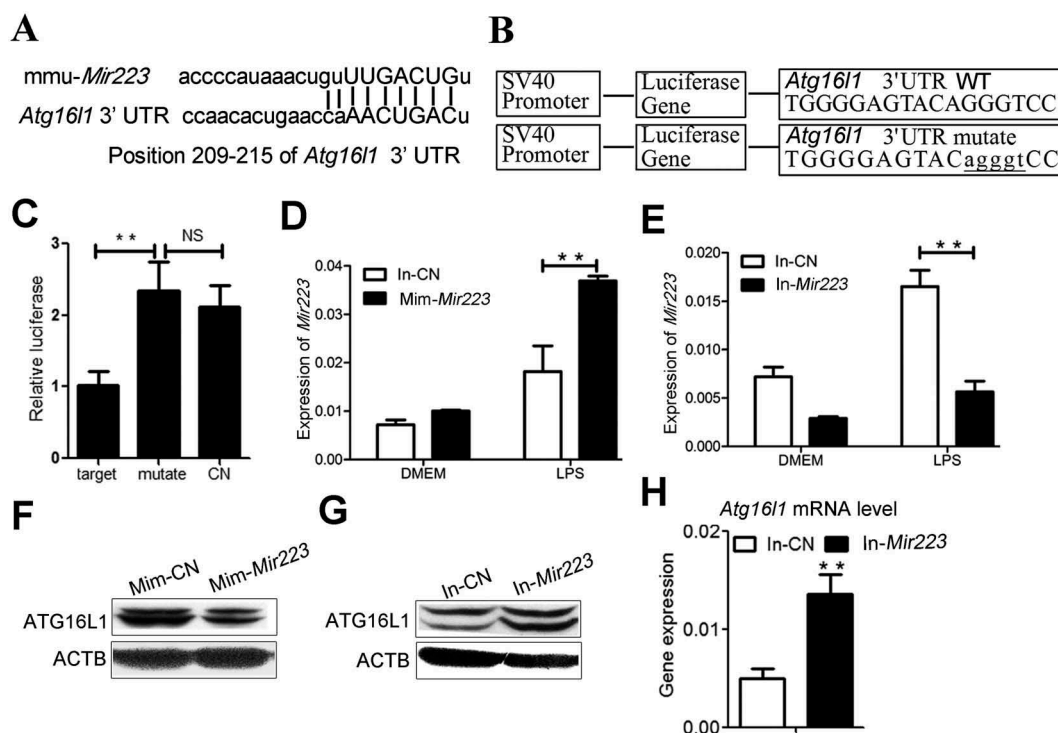 A
mmu-Mir223 accccauaaacuguUUGACUGu
Atg16l1 3’ UTR ccaacacugaaccaAACUGACu
Position 209-215 of Atg16l1 3’ UTR
B
SV40 Promoter
Luciferase Gene
Atg16l1 3'UTR WT
TGGGGAGTACAGGGTCC
SV40 Promoter
Luciferase Gene
Atg16l1 3'UTR mutate
TGGGGAGTACagggtCC
C
Relative luciferase
3
2
1
0
* *
NS
target mutate CN
D
Expression of Mir223
0.04
0.03
0.02
0.01
0.00
In-CN
Mim-Mir223
* *
DMEM LPS
E
Expression of Mir223
0.020
0.015
0.010
0.005
0.000
In-CN
In-Mir223
* *
DMEM LPS
F
Mim-CN Mim-Mir223
ATG16L1
ACTB
G
In-CN In-Mir223
ATG16L1
ACTB
H
Atg16l1 mRNA level
Gene expression
0.02
0.01
0.00
In-CN In-Mir223
* *